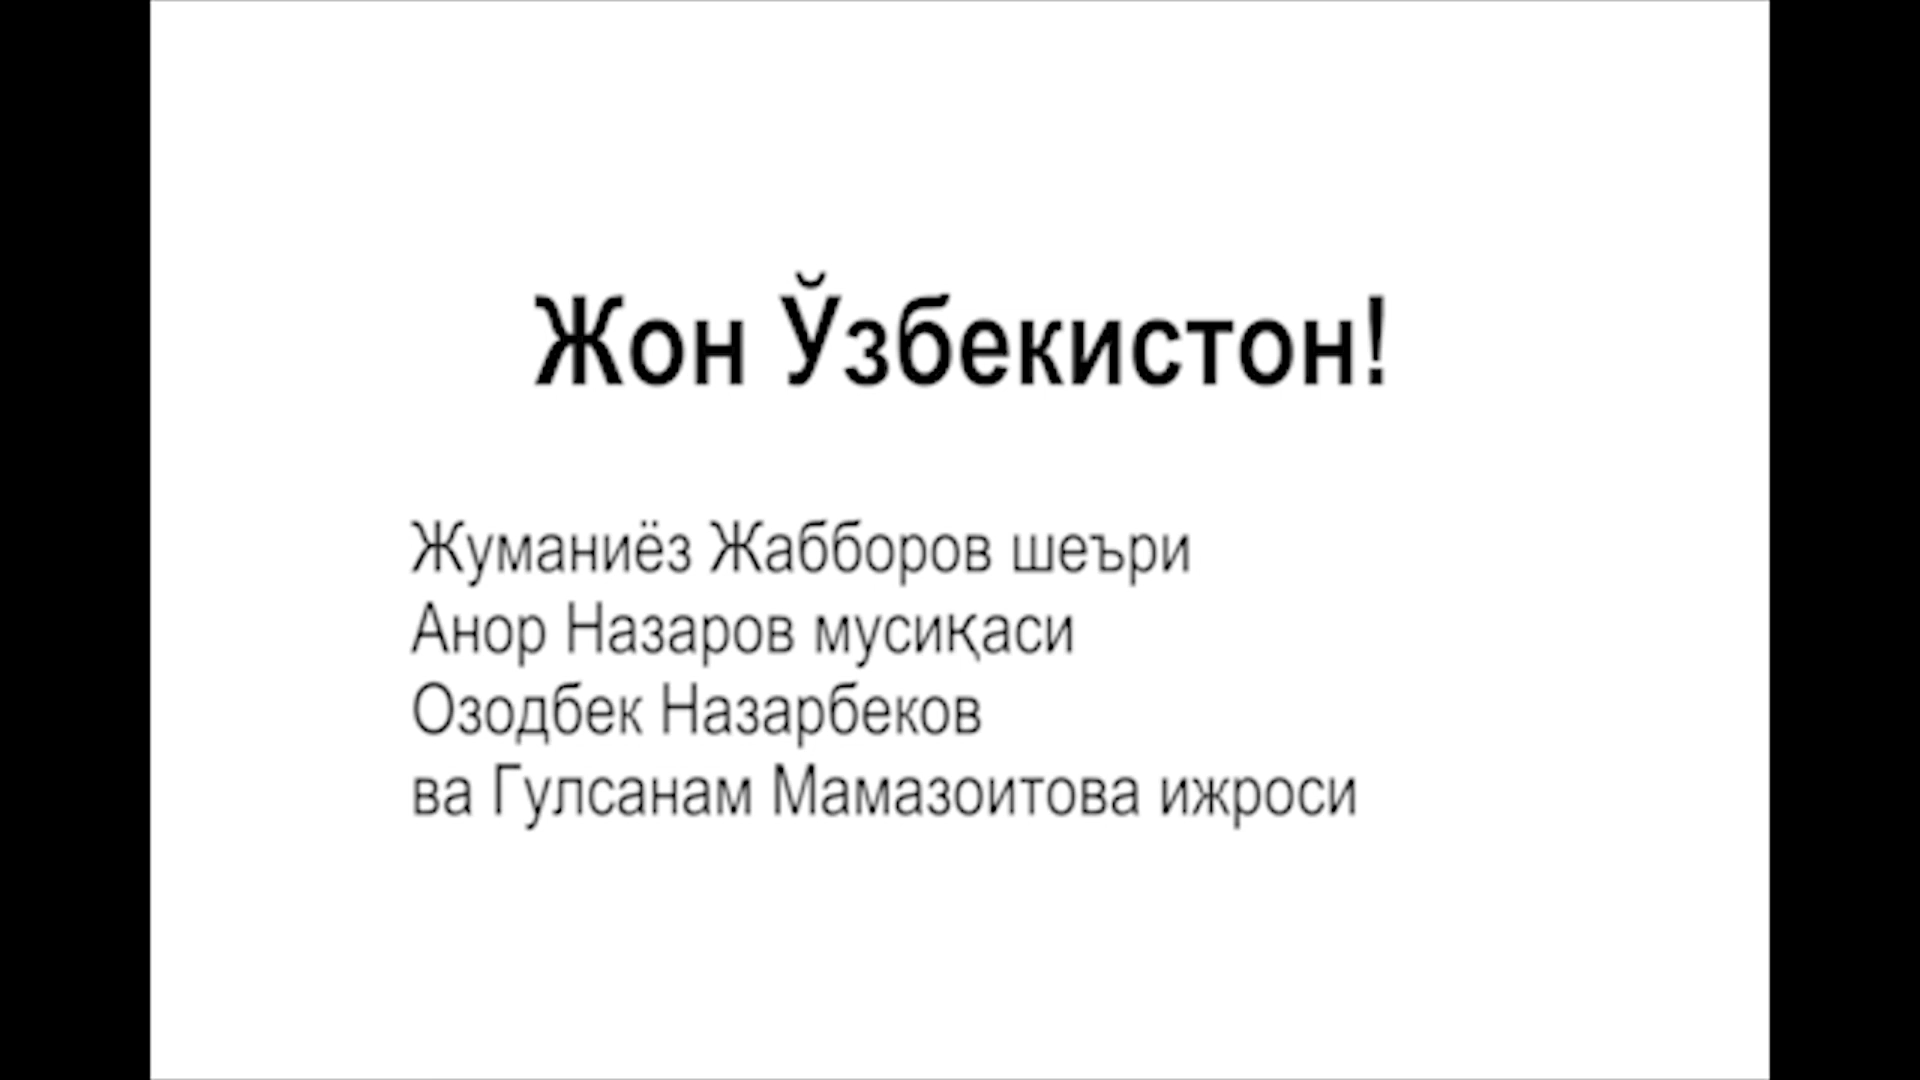 Жон Ўзбекистон!
Жуманиёз Жабборов шеъри
Анор Назаров мусиқаси
Озодбек Назарбеков
ва Гулсанам Мамазоитова ижроси